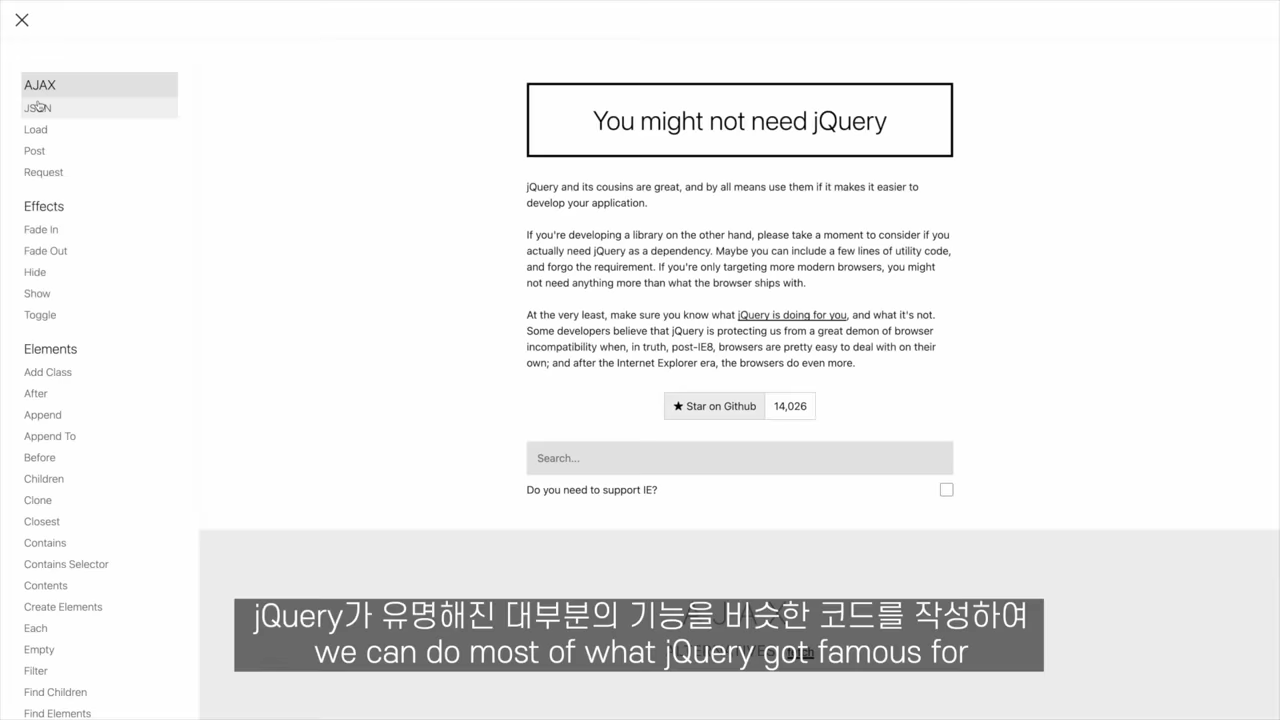 AJAX
JSON
Load
Post
Request
Effects
Fade In
Fade Out
Hide
Show
Toggle
Elements
Add Class
After
Append
Append To
Before
Children
Clone
Closest
Contains
Contains Selector
Contents
Create Elements
Each
Empty
Filter
Find Children
Find Elements
You might not need jQuery
jQuery and its cousins are great, and by all means use them if it makes it easier to
develop your application.
If you're developing a library on the other hand, please take a moment to consider if you
actually need jQuery as a dependency. Maybe you can include a few lines of utility code,
and forgo the requirement. If you're only targeting more modern browsers, you might
not need anything more than what the browser ships with.
At the very least, make sure you know what jQuery is doing for you, and what it's not.
Some developers believe that jQuery is protecting us from a great demon of browser
incompatibility when, in truth, post-IE8, browsers are pretty easy to deal with on their
own; and after the Internet Explorer era, the browsers do even more.
★ Star on Github 14,026
Search...
Do you need to support IE?
jQuery가 유명해진 대부분의 기능을 비슷한 코드를 작성하여
we can do most of what jQuery got famous for